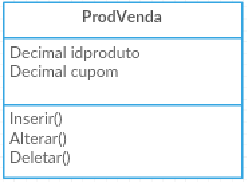 ProdVenda
Decimal idproduto
Decimal cupom
Inserir()
Alterar()
Deletar()